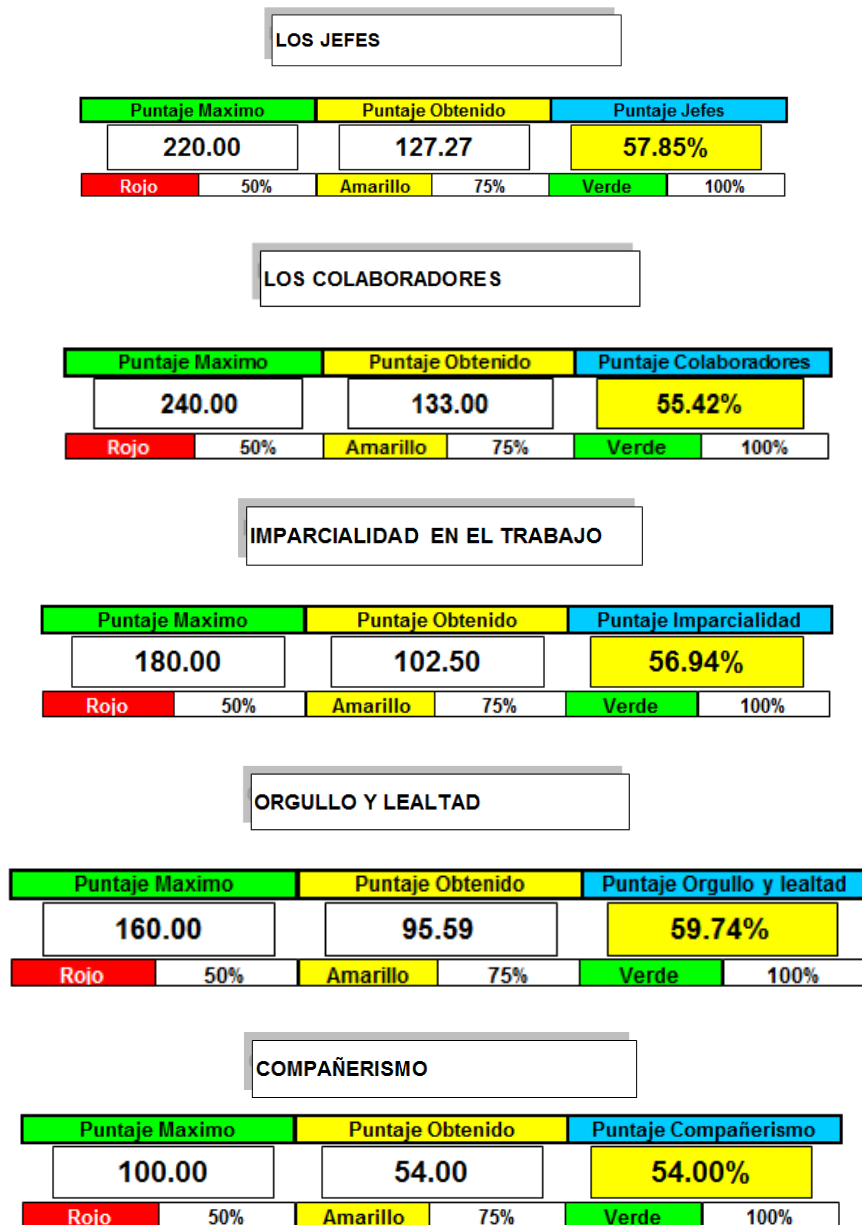 LOS JEFES
Puntaje Maximo Puntaje Obtenido Puntaje Jefes
220.00 127.27 57.85%
Rojo 50% Amarillo 75% Verde 100%
LOS COLABORADORES
Puntaje Maximo Puntaje Obtenido Puntaje Colaboradores
240.00 133.00 55.42%
Rojo 50% Amarillo 75% Verde 100%
IMPARCIALIDAD EN EL TRABAJO
Puntaje Maximo Puntaje Obtenido Puntaje Imparcialidad
180.00 102.50 56.94%
Rojo 50% Amarillo 75% Verde 100%
ORGULLO Y LEALTAD
Puntaje Maximo Puntaje Obtenido Puntaje Orgullo y lealtad
160.00 95.59 59.74%
Rojo 50% Amarillo 75% Verde 100%
COMPAÑERISMO
Puntaje Maximo Puntaje Obtenido Puntaje Compañerismo
100.00 54.00 54.00%
Rojo 50% Amarillo 75% Verde 100%